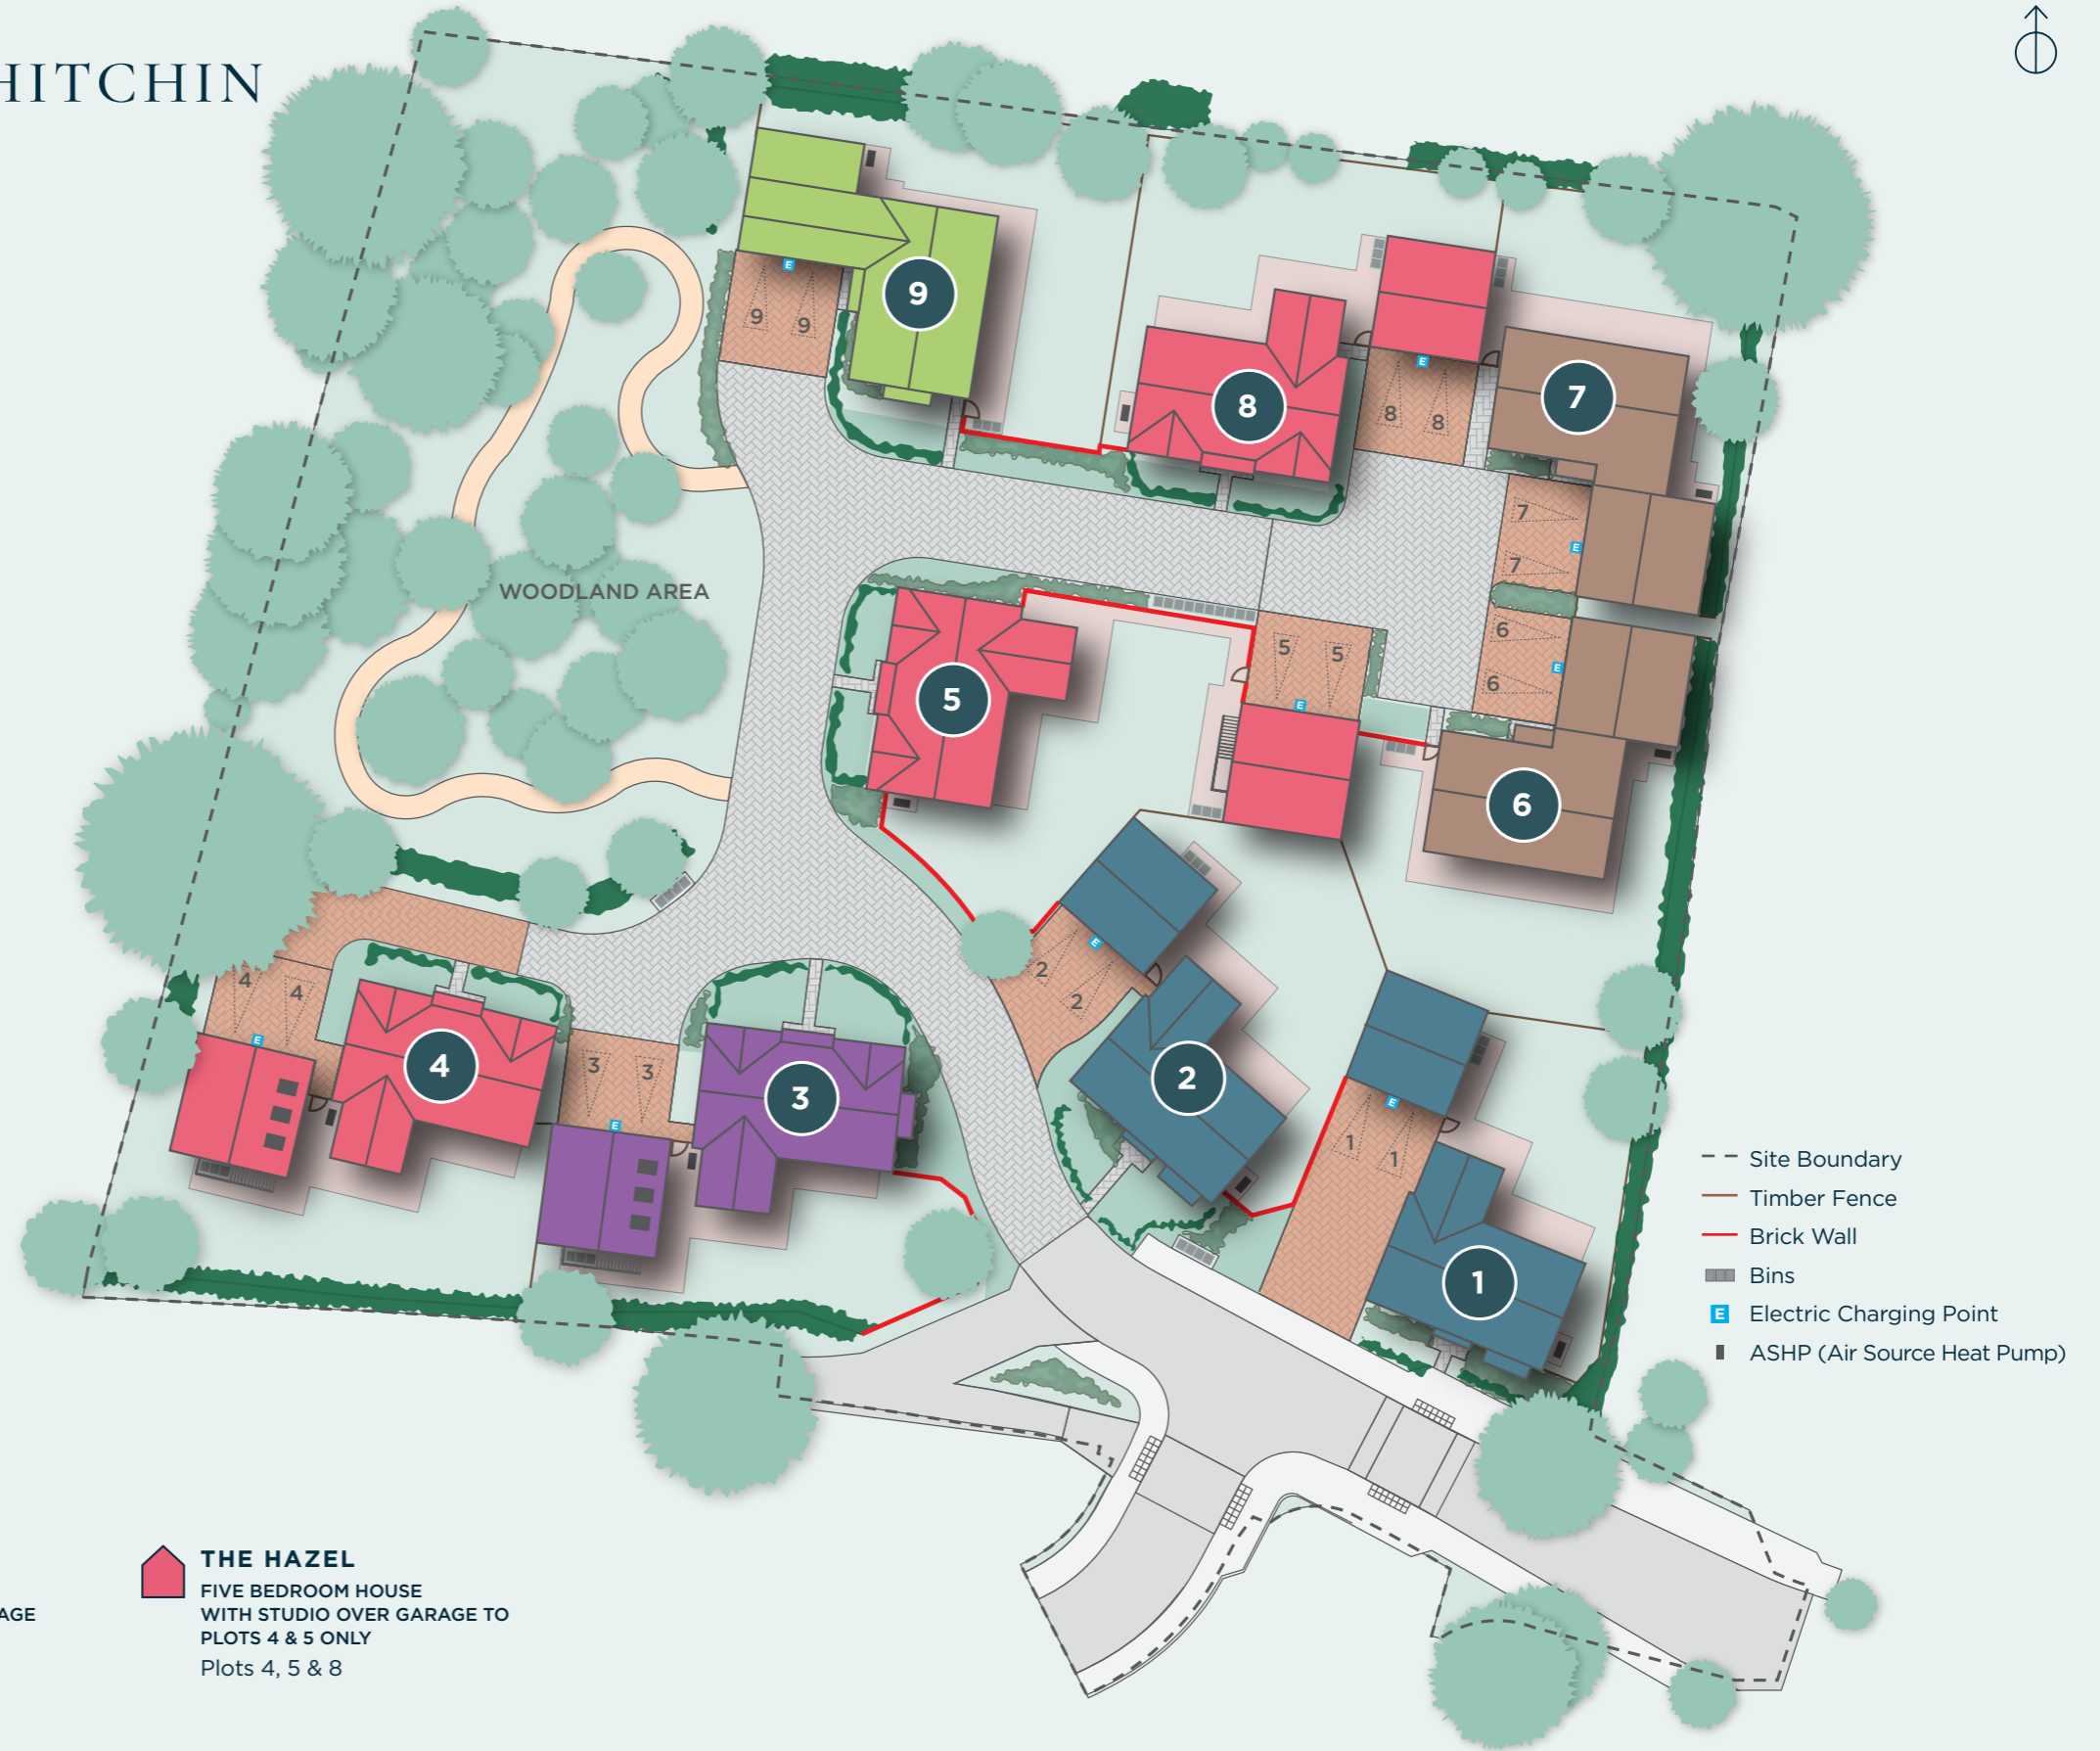 HITCHIN
9
9
9
8
7
8
8
7
7
WOODLAND AREA
6
5
5
5
6
6
2
4
4
2
3
3
4
3
2
1
1
1
Site Boundary
Timber Fence
Brick Wall
Bins
E Electric Charging Point
ASHP (Air Source Heat Pump)
THE HAZEL
FIVE BEDROOM HOUSE
AGE
WITH STUDIO OVER GARAGE TO
PLOTS 4 & 5 ONLY
Plots 4, 5 & 8